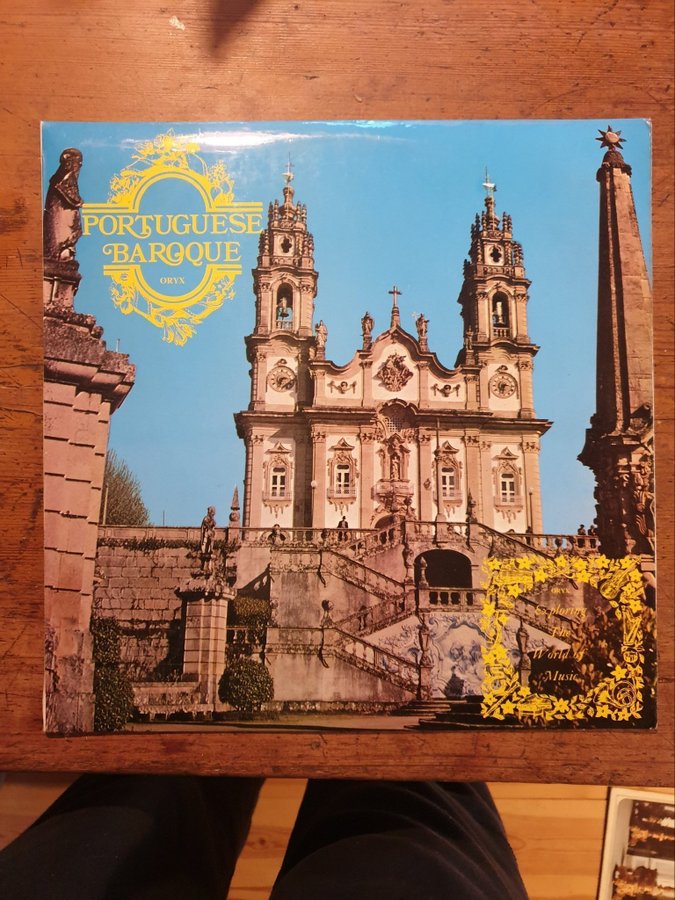 PORTUGUESE
BAROQUE
ORYX
ORYX
Exploring
The
World of
Music